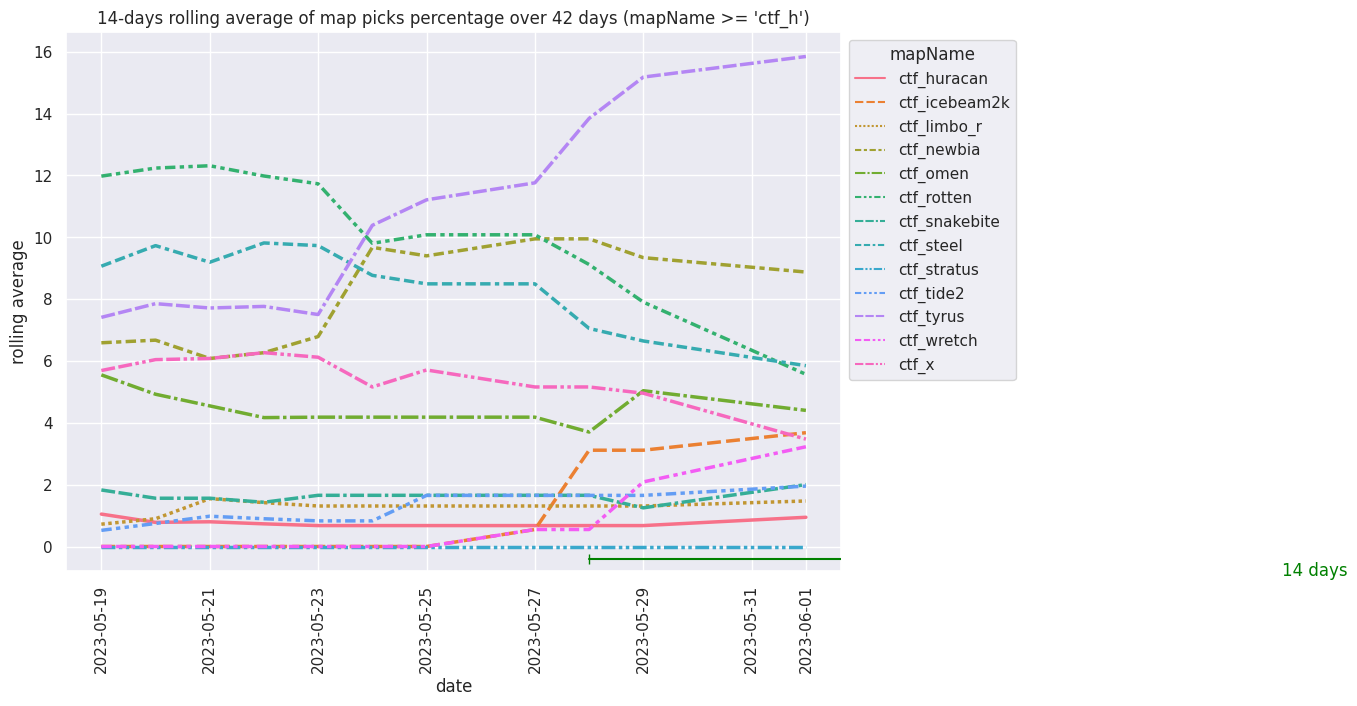 14-days rolling average of map picks percentage over 42 days (mapName >= 'ctf_h')
16
14
12
10
8
6
4
2
0
rolling average
2023-05-19
2023-05-21
2023-05-23
2023-05-25
2023-05-27
2023-05-29
2023-05-31
2023-06-01
date
mapName
ctf_huracan
ctf_icebeam2k
ctf_limbo_r
ctf_newbia
ctf_omen
ctf_rotten
ctf_snakebite
ctf_steel
ctf_stratus
ctf_tide2
ctf_tyrus
ctf_wretch
ctf_x
14 days